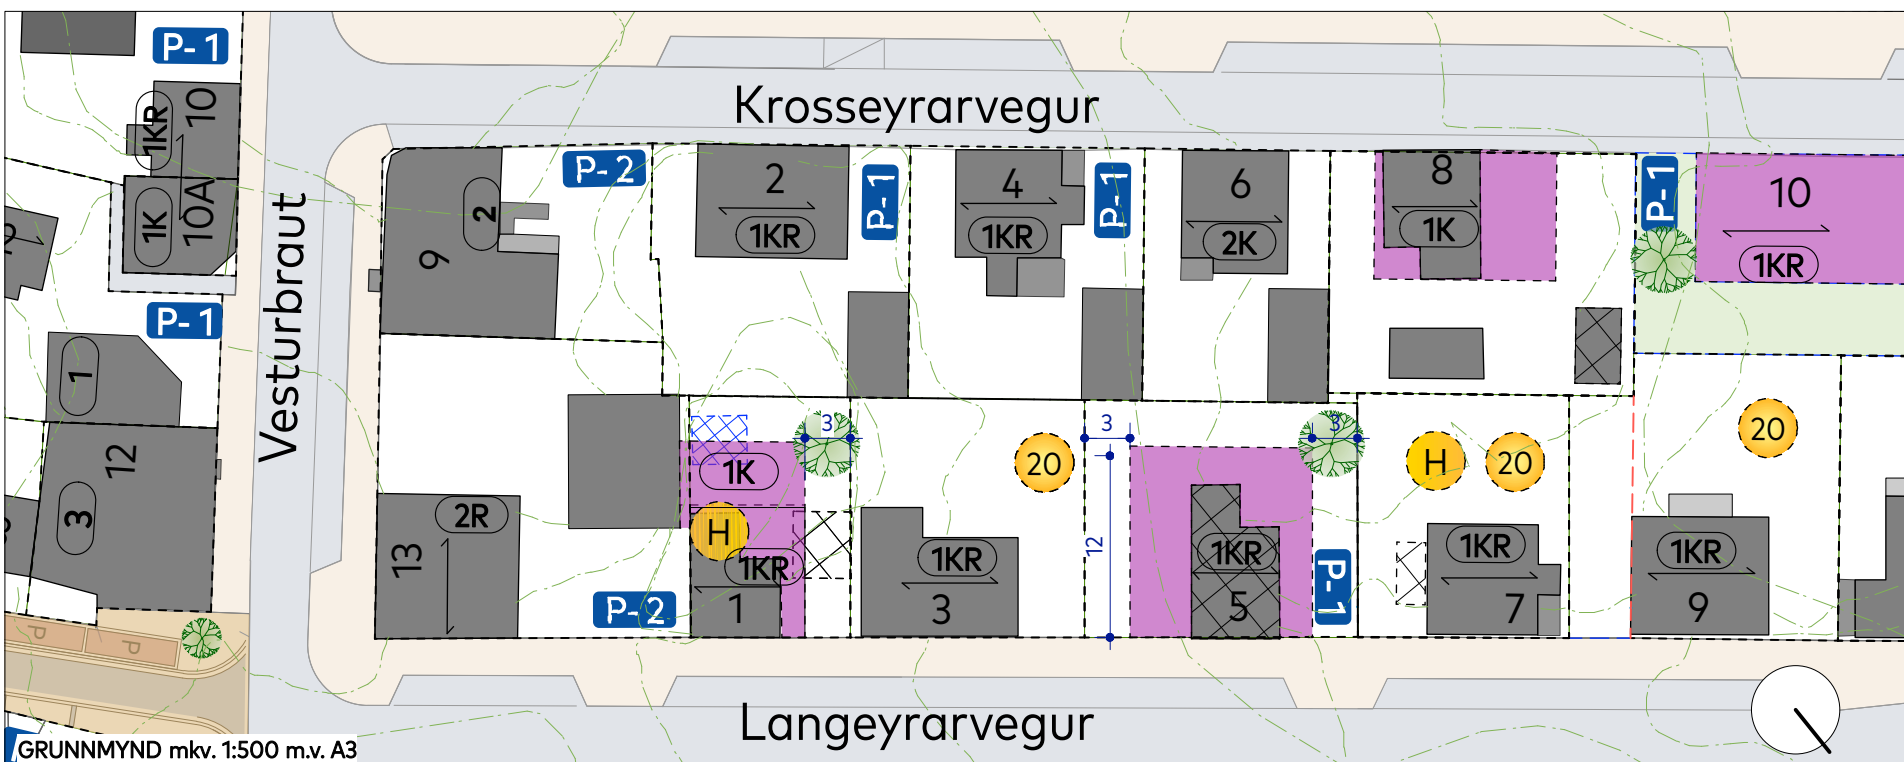 P-1
Krosseyrarvegur
1KR
10
1K
10A
P-1
Vesturbraut
1
12
3
9
2
P-2
2
1KR
P-1
4
1KR
P-1
6
2K
8
1K
P-1
10
1KR
13
2R
P-2
1K
H
1KR
1
3
1KR
3
20
3
12
1KR
5
3
P-1
H
20
1KR
7
20
1KR
9
P
P
Langeyrarvegur
GRUNNMYND mkv. 1:500 m.v. A3